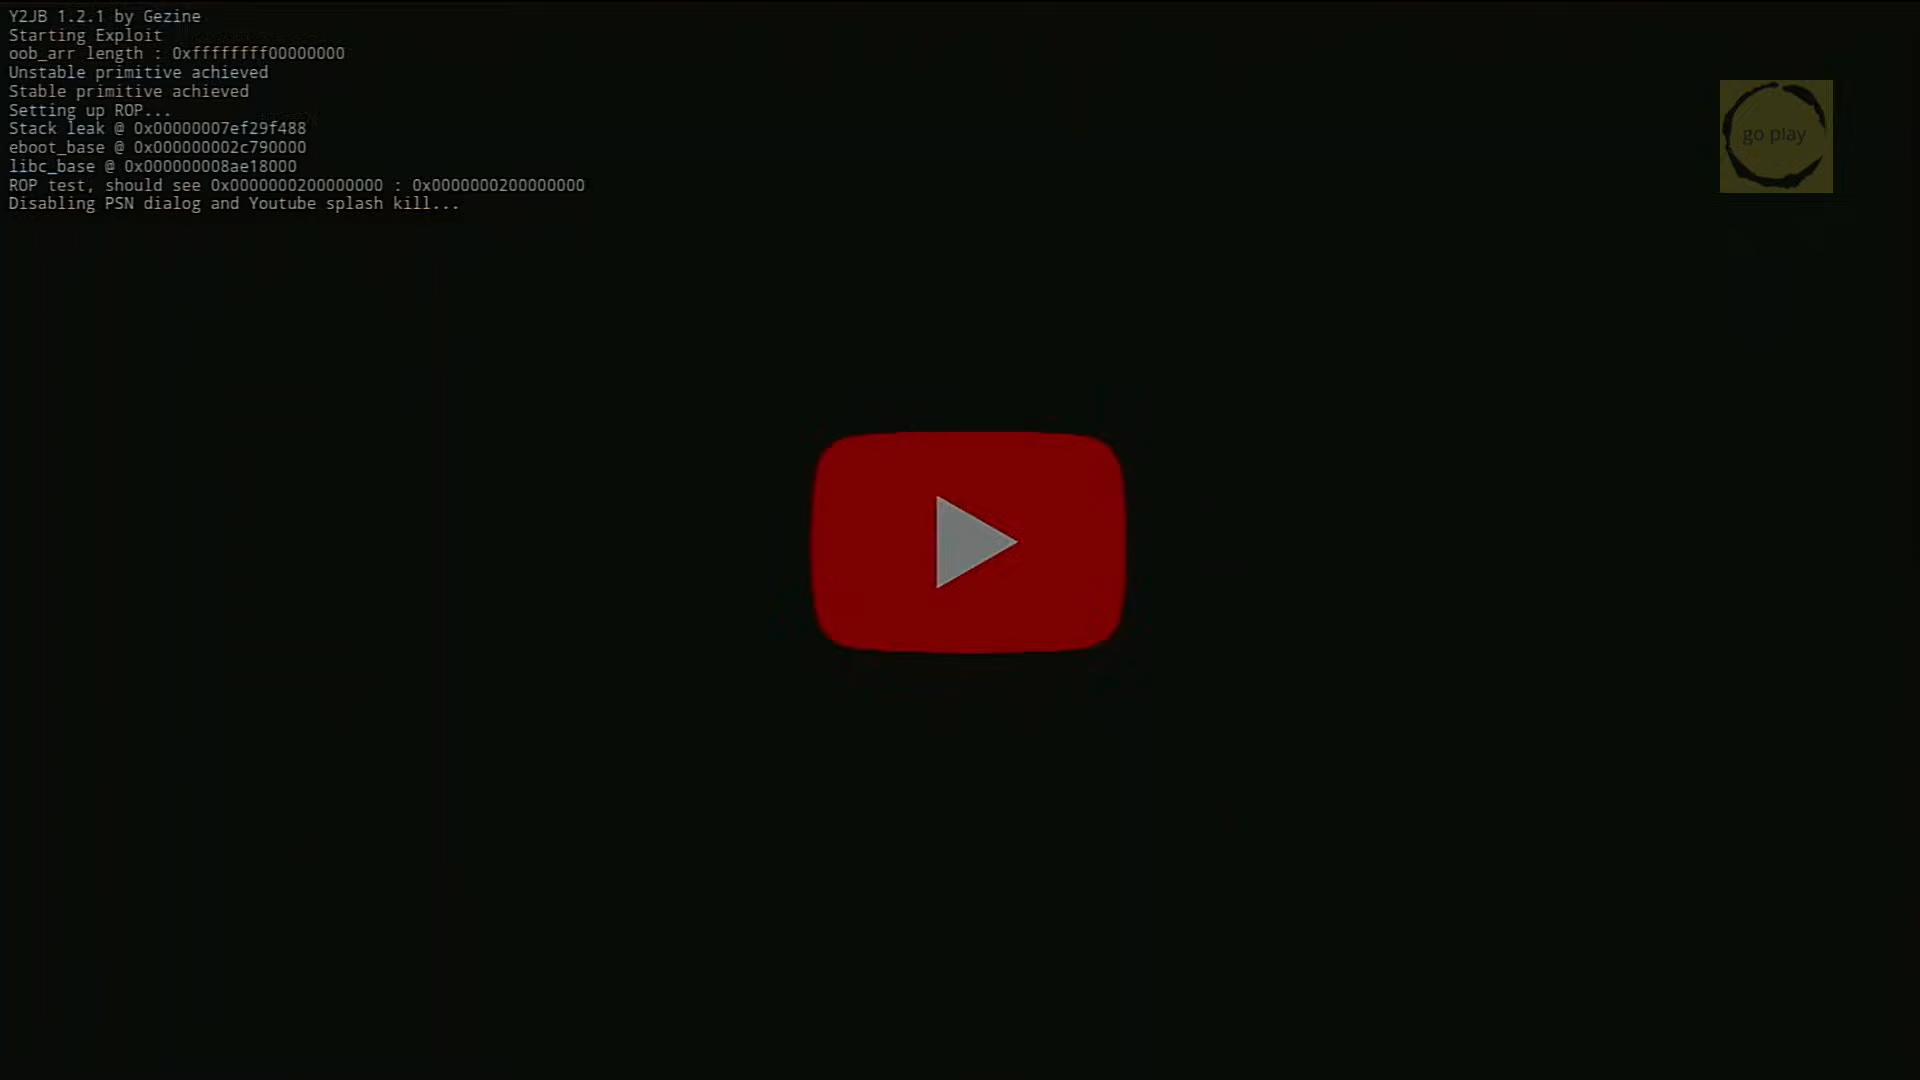 Y2JB 1.2.1 by Gezine
Starting Exploit
oob_arr length : 0xffffffff00000000
Unstable primitive achieved
Stable primitive achieved
Setting up ROP...
Stack leak @ 0x00000007ef29f488
eboot_base @ 0x000000002c790000
libc_base @ 0x000000008ae18000
ROP test, should see 0x0000000200000000 : 0x0000000200000000
Disabling PSN dialog and Youtube splash kill...
go play